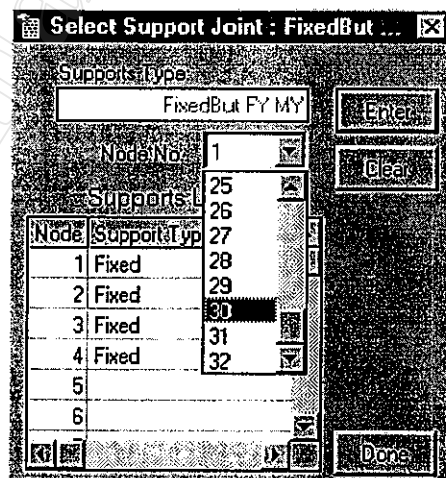 Select Support Joint : FixedBut ...
Supports Type
FixedBut FY MY
Enter
Node No
1
Clear
25
26
27
28
29
30
31
32
Supports L
Node Support Typ
1 Fixed
2 Fixed
3 Fixed
4 Fixed
5
6
Done